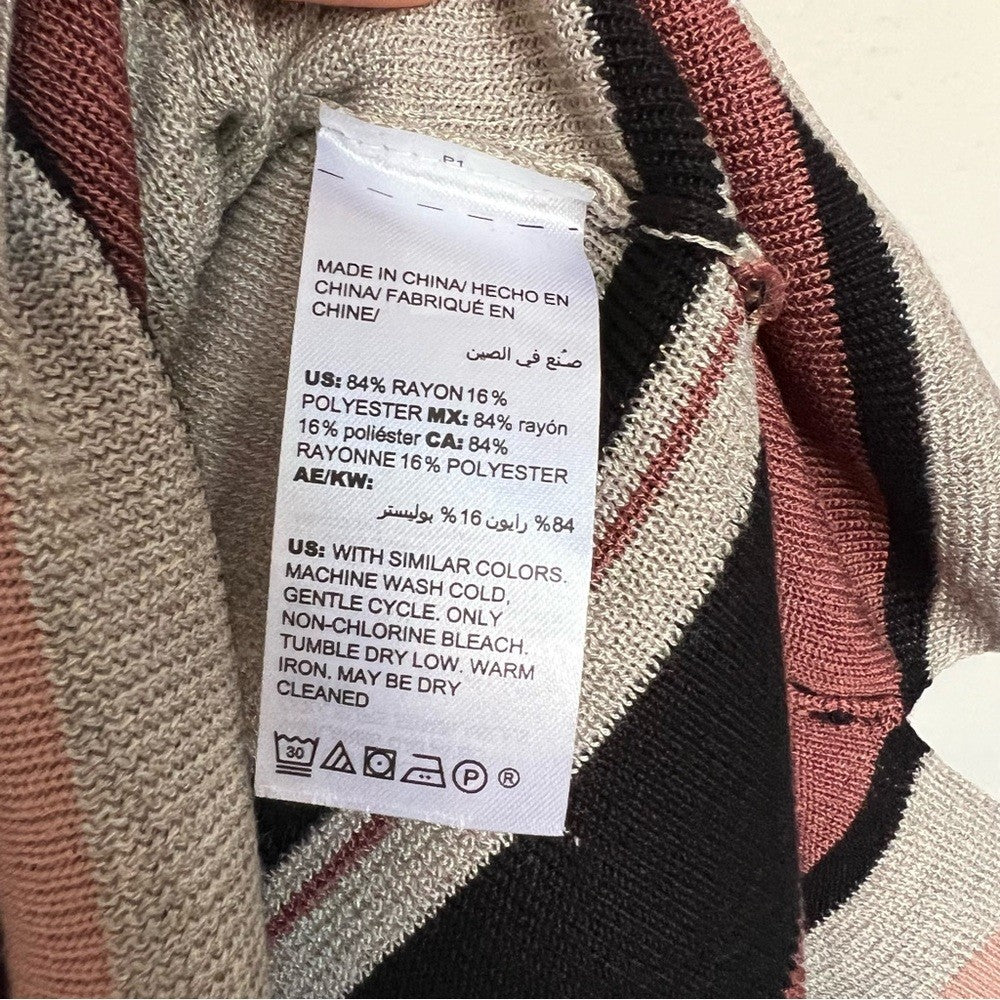 P1
MADE IN CHINA/ HECHO EN
CHINA/ FABRIQUÉ EN
CHINE/
صُنع في الصين
US: 84% RAYON 16%
POLYESTER MX: 84% rayón
16% poliéster CA: 84%
RAYONNE 16% POLYESTER
AE/KW:
84% رايون 16% بوليستر
US: WITH SIMILAR COLORS.
MACHINE WASH COLD,
GENTLE CYCLE. ONLY
NON-CHLORINE BLEACH.
TUMBLE DRY LOW. WARM
IRON. MAY BE DRY
CLEANED
30 P ®